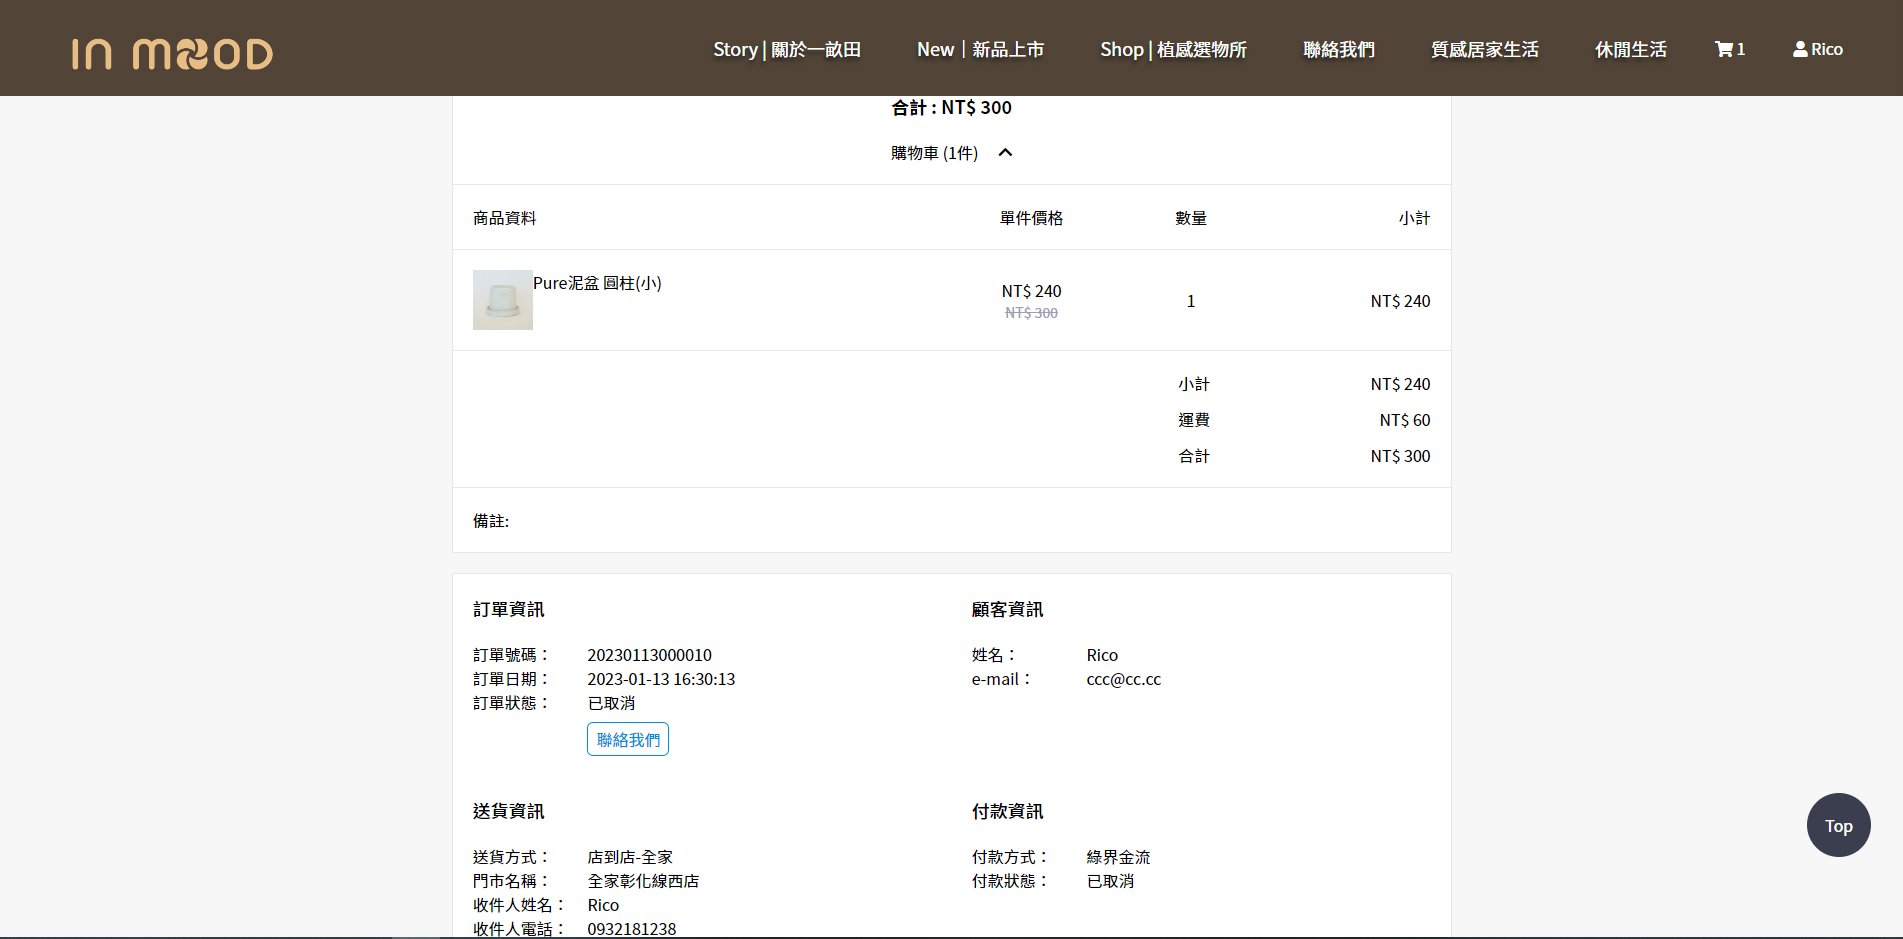 IN MOOD
Story | 關於一畝田
New｜新品上市
Shop | 植感選物所
聯絡我們
質感居家生活
休閒生活
1
Rico
合計 : NT$ 300
購物車 (1件)
商品資料 單件價格 數量 小計
Pure泥盆 圓柱(小)
NT$ 240
NT$ 300
1
NT$ 240
小計 NT$ 240
運費 NT$ 60
合計 NT$ 300
備註:
訂單資訊
訂單號碼： 20230113000010
訂單日期： 2023-01-13 16:30:13
訂單狀態： 已取消
聯絡我們
顧客資訊
姓名： Rico
e-mail： ccc@cc.cc
送貨資訊
送貨方式： 店到店-全家
門市名稱： 全家彰化線西店
收件人姓名： Rico
收件人電話： 0932181238
付款資訊
付款方式： 綠界金流
付款狀態： 已取消
Top